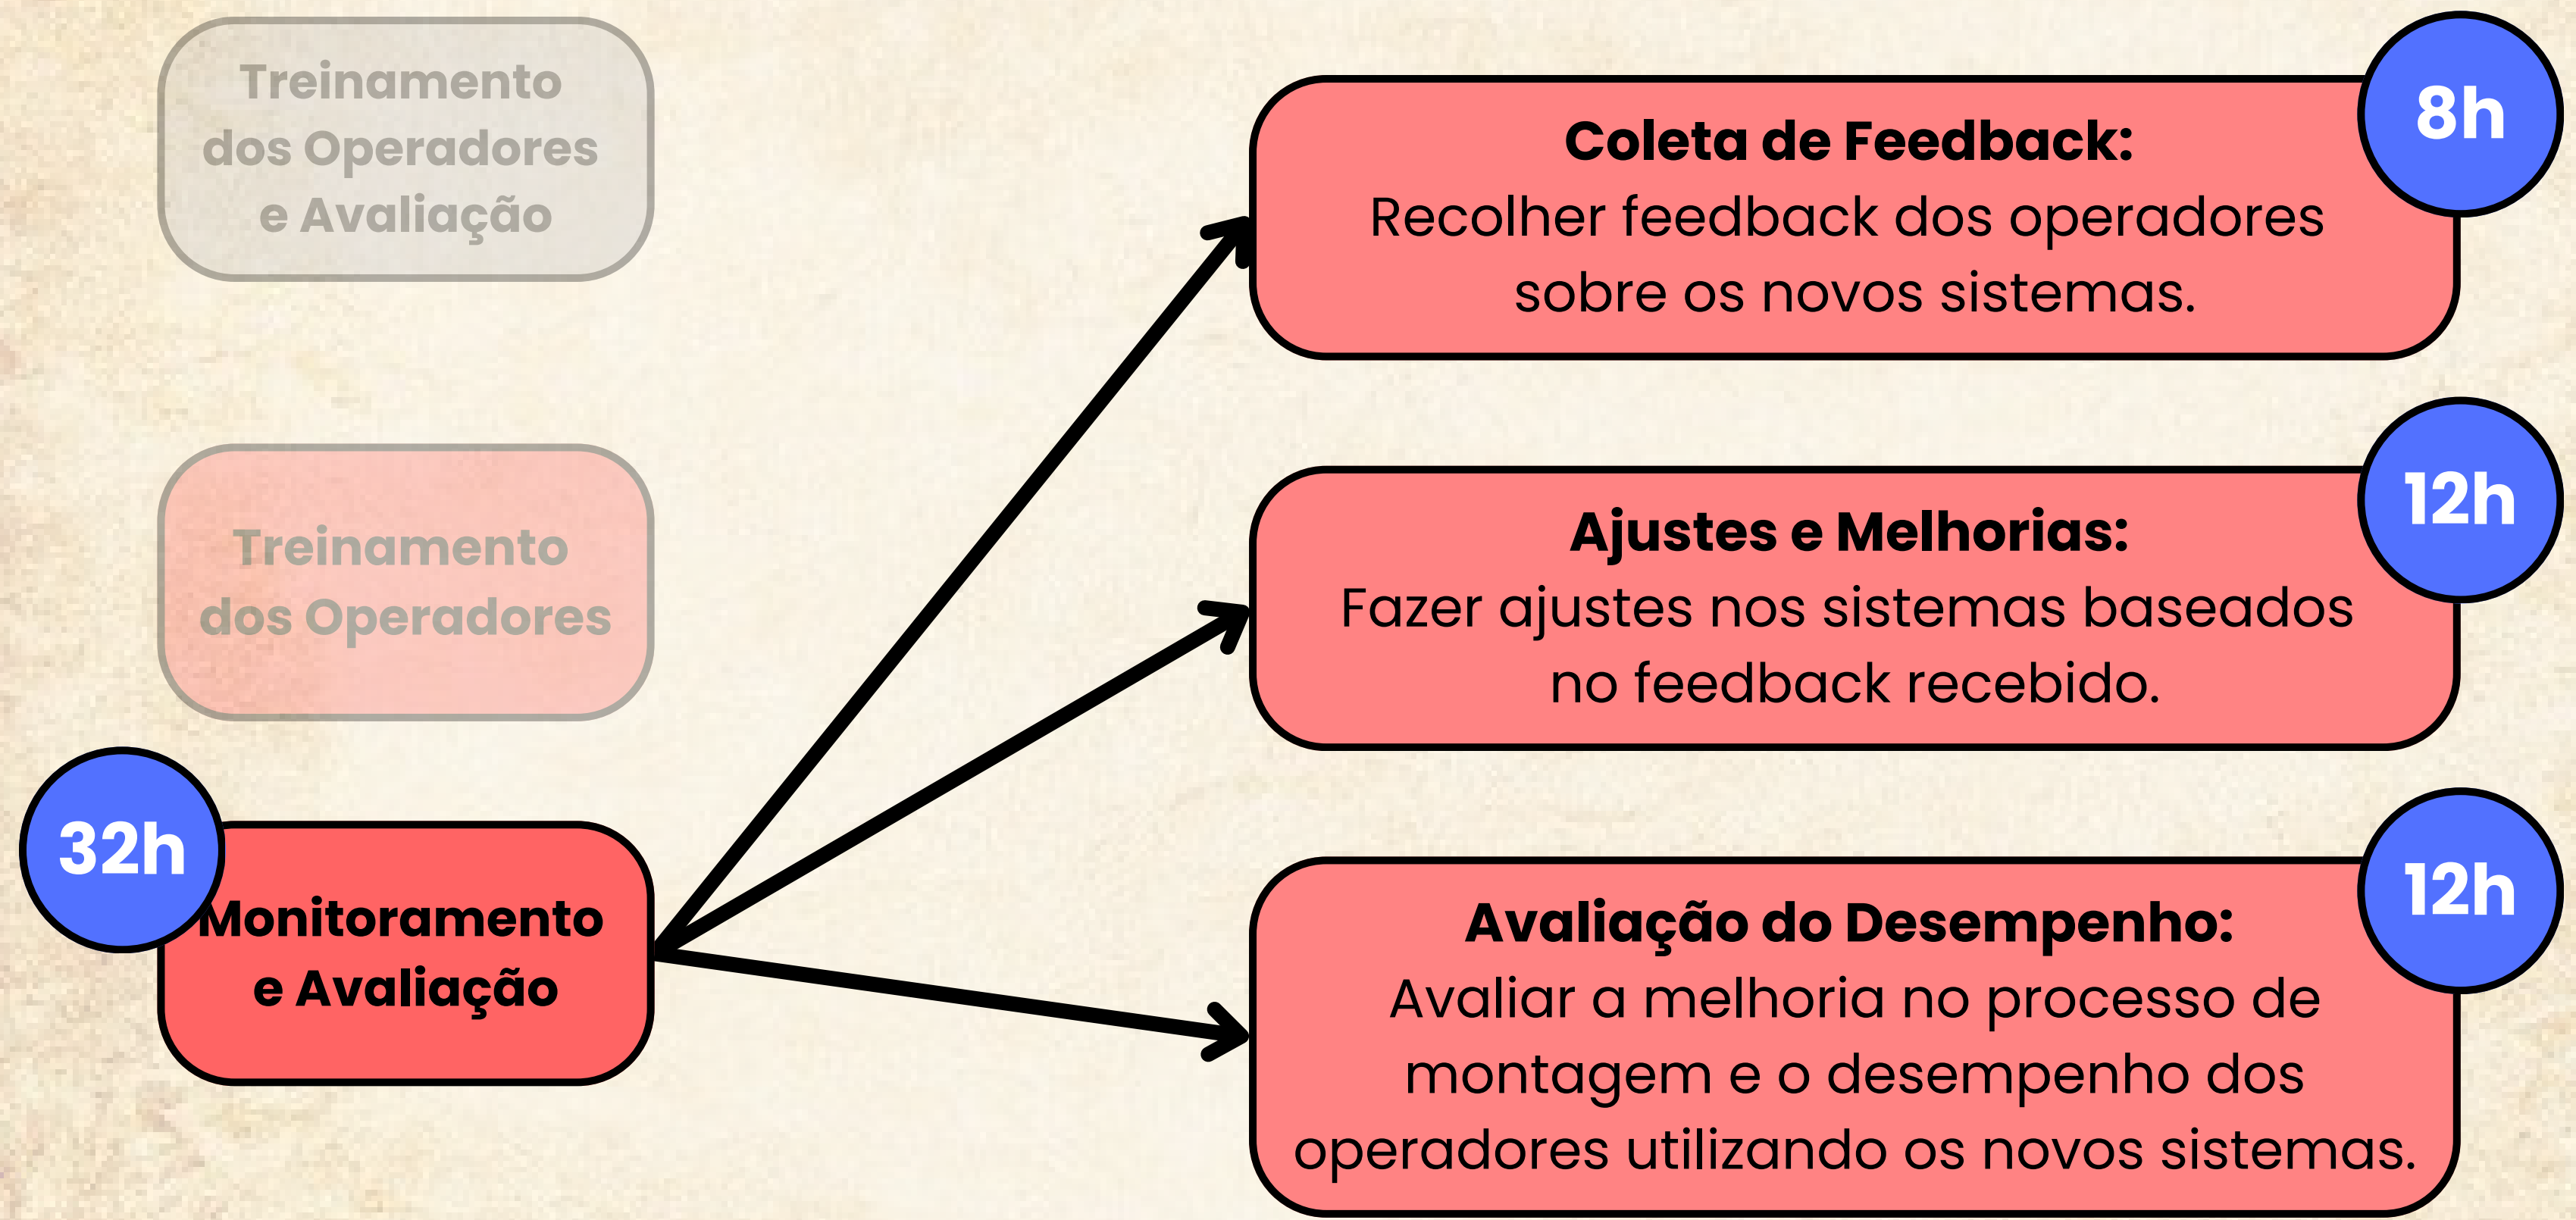 Treinamento
dos Operadores
e Avaliação
Treinamento
dos Operadores
32h
Monitoramento
e Avaliação
8h
Coleta de Feedback:
Recolher feedback dos operadores
sobre os novos sistemas.
12h
Ajustes e Melhorias:
Fazer ajustes nos sistemas baseados
no feedback recebido.
12h
Avaliação do Desempenho:
Avaliar a melhoria no processo de
montagem e o desempenho dos
operadores utilizando os novos sistemas.